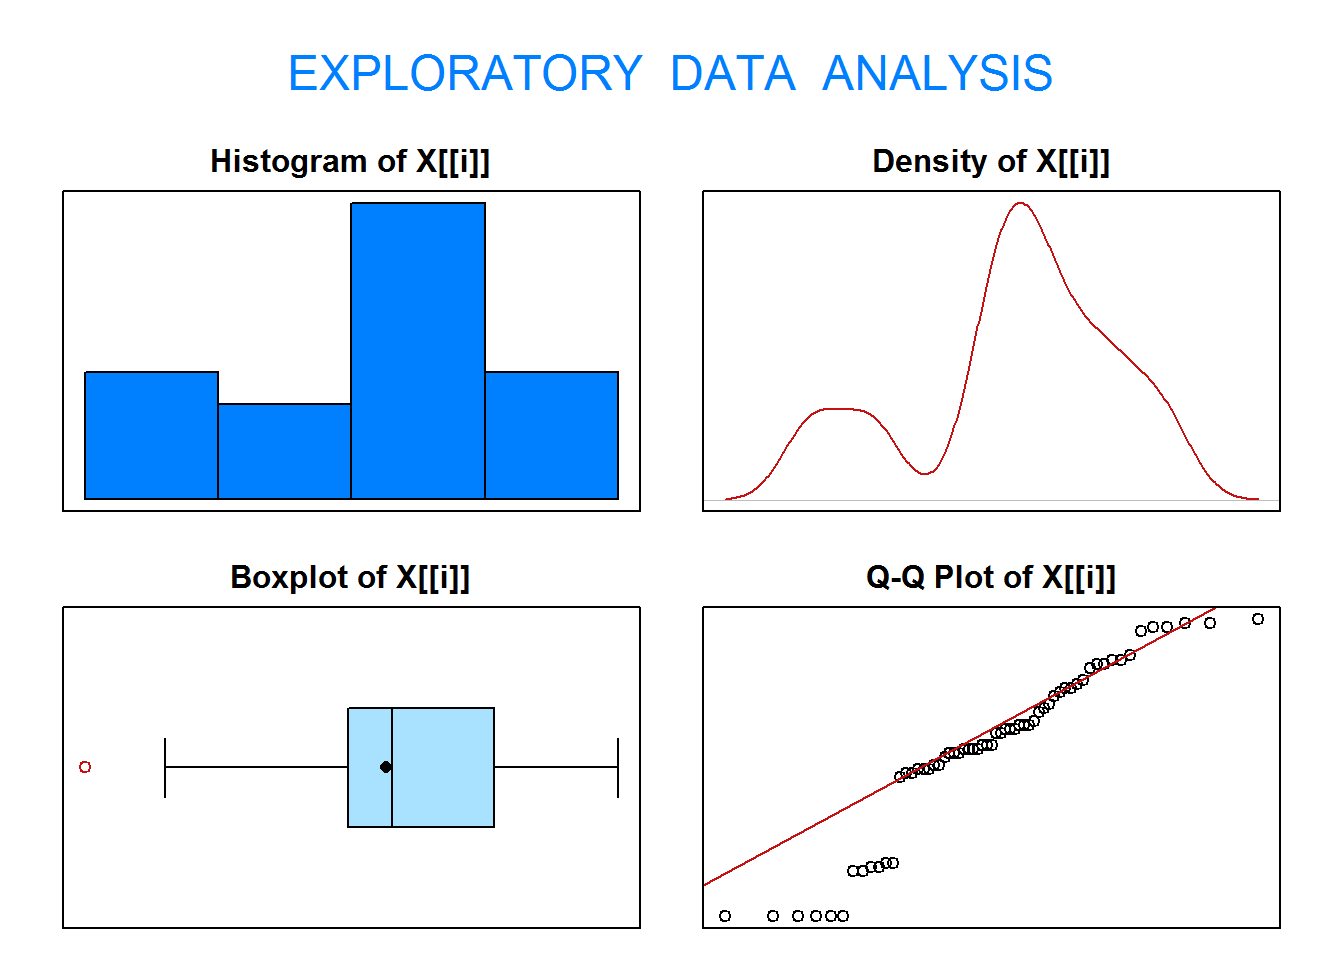 EXPLORATORY DATA ANALYSIS
Histogram of X[[i]]
Density of X[[i]]
Boxplot of X[[i]]
Q-Q Plot of X[[i]]